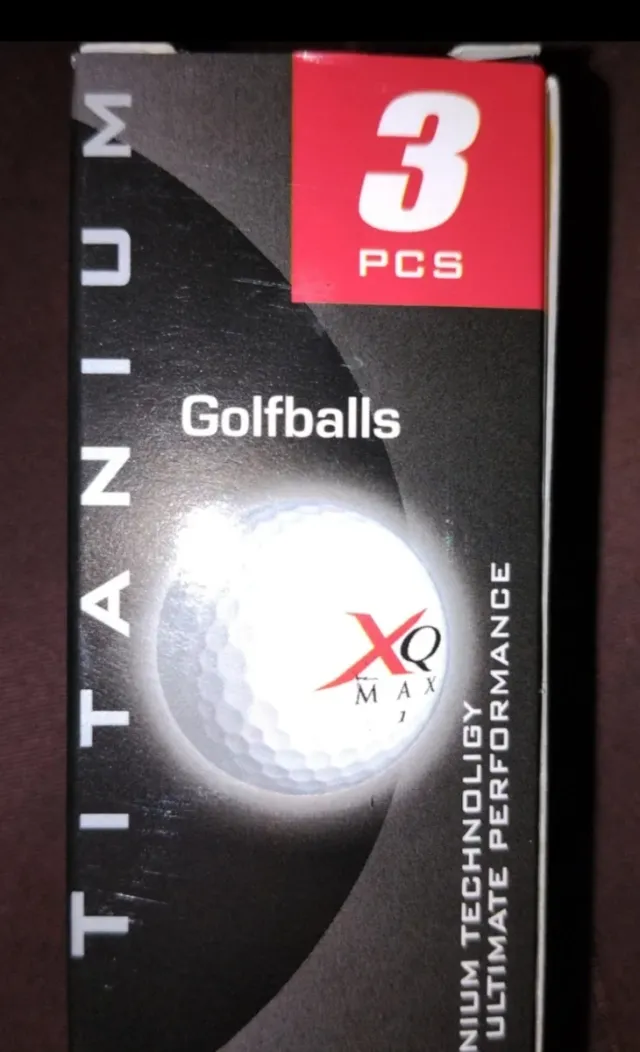 3
PCS
TITANIUM
Golfballs
XQ
MAX
1
NIUM TECHNOLIGY
ULTIMATE PERFORMANCE